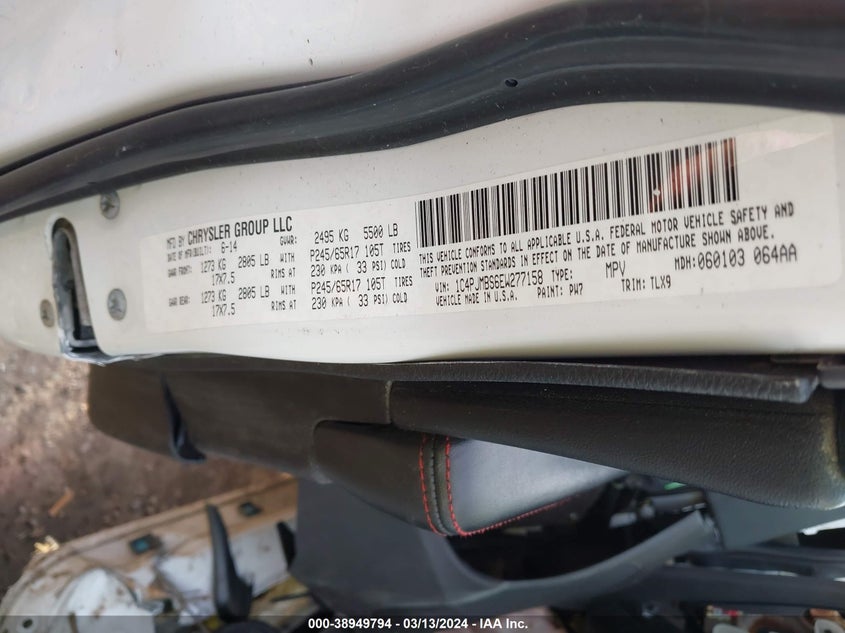 MFD BY CHRYSLER GROUP LLC
DATE OF MFR(BUILT): 6-14 GVWR: 2495 KG 5500 LB
GAWR FRONT: 1273 KG 2805 LB WITH P245/65R17 105T TIRES
17X7.5 RIMS AT 230 KPA ( 33 PSI) COLD
GAWR REAR: 1273 KG 2805 LB WITH P245/65R17 105T TIRES
17X7.5 RIMS AT 230 KPA ( 33 PSI) COLD
THIS VEHICLE CONFORMS TO ALL APPLICABLE U.S.A. FEDERAL MOTOR VEHICLE SAFETY AND
THEFT PREVENTION STANDARDS IN EFFECT ON THE DATE OF MANUFACTURE SHOWN ABOVE.
VIN: 1C4PJMBS6EW277158 TYPE: MPV MDH: 060103 064AA
VEHICLE MADE IN U.S.A. PAINT: PW7 TRIM: TLX9
000-38949794 - 03/13/2024 - IAA Inc.